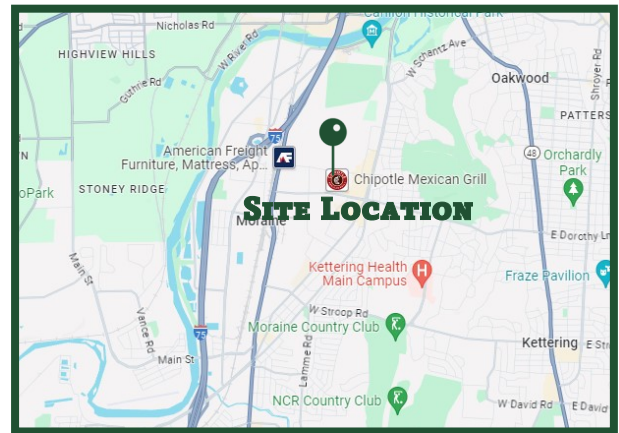 Nicholas Rd
Carillon Historical Park
HIGHVIEW HILLS
W River Rd
W Schantz Ave
Guthrie Rd
Oakwood
Shroyer Rd
PATTERS
75
American Freight
Furniture, Mattress, Ap...
AF
48
Orchardly
Park
N
oPark
STONEY RIDGE
Chipotle Mexican Grill
SITE LOCATION
Moraine
E Dorothy Ln
Main St
Kettering Health
Main Campus
H
Fraze Pavilion
W Stroop Rd
Vance Rd
75
Moraine Country Club
Main St
Lamme Rd
Kettering
E Str
NCR Country Club
W David Rd
E David